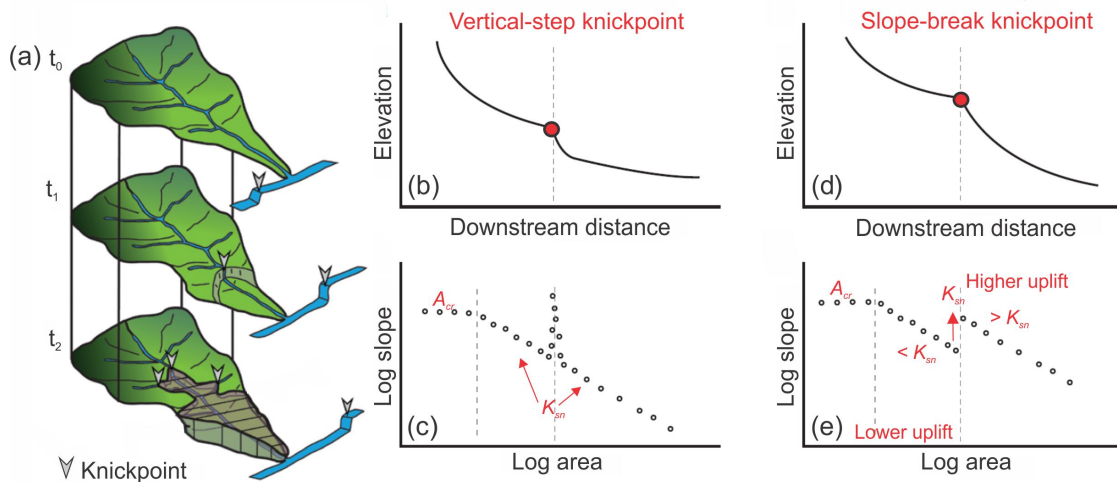 (a)
t0
t1
t2
Knickpoint
Vertical-step knickpoint
Elevation
(b)
Downstream distance
Slope-break knickpoint
Elevation
(d)
Downstream distance
Acr
Ksn
Log slope
(c)
Log area
Acr
Ksn
Higher uplift
> Ksn
< Ksn
Log slope
Lower uplift
(e)
Log area